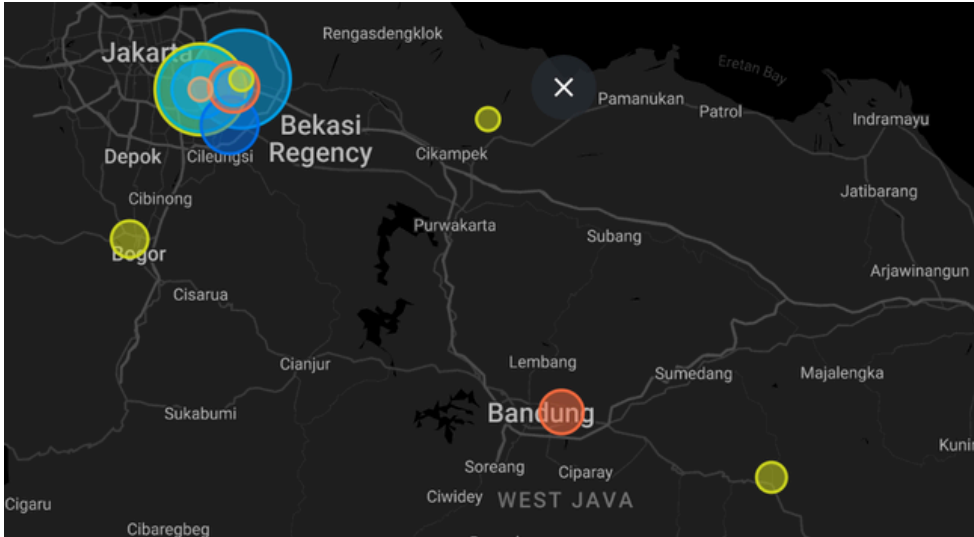 Rengasdengklok
Jakarta
Eretan Bay
Pamanukan
Patrol
Indramayu
Bekasi
Regency
Depok
Cileungsi
Cikampek
Jatibarang
Cibinong
Purwakarta
Subang
Bogor
Arjawinangun
Cisarua
Cianjur
Lembang
Sumedang
Majalengka
Sukabumi
Bandung
Soreang
Ciparay
Ciwidey
WEST JAVA
Cigaru
Cibaregbeg